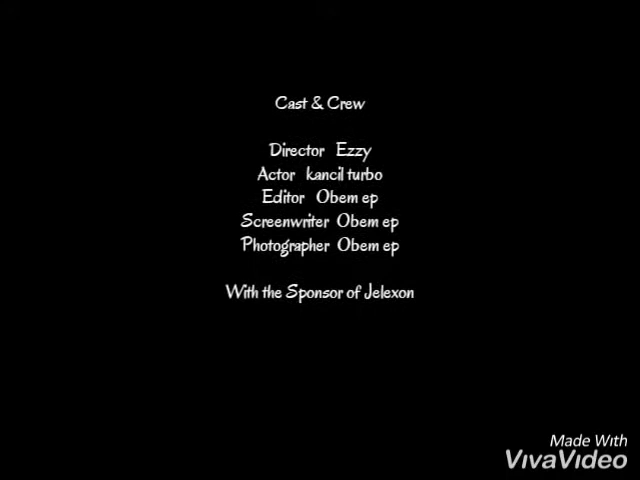 Cast & Crew
Director Ezzy
Actor kancil turbo
Editor Obem ep
Screenwriter Obem ep
Photographer Obem ep
With the Sponsor of Jelexon
Made With
VivaVideo